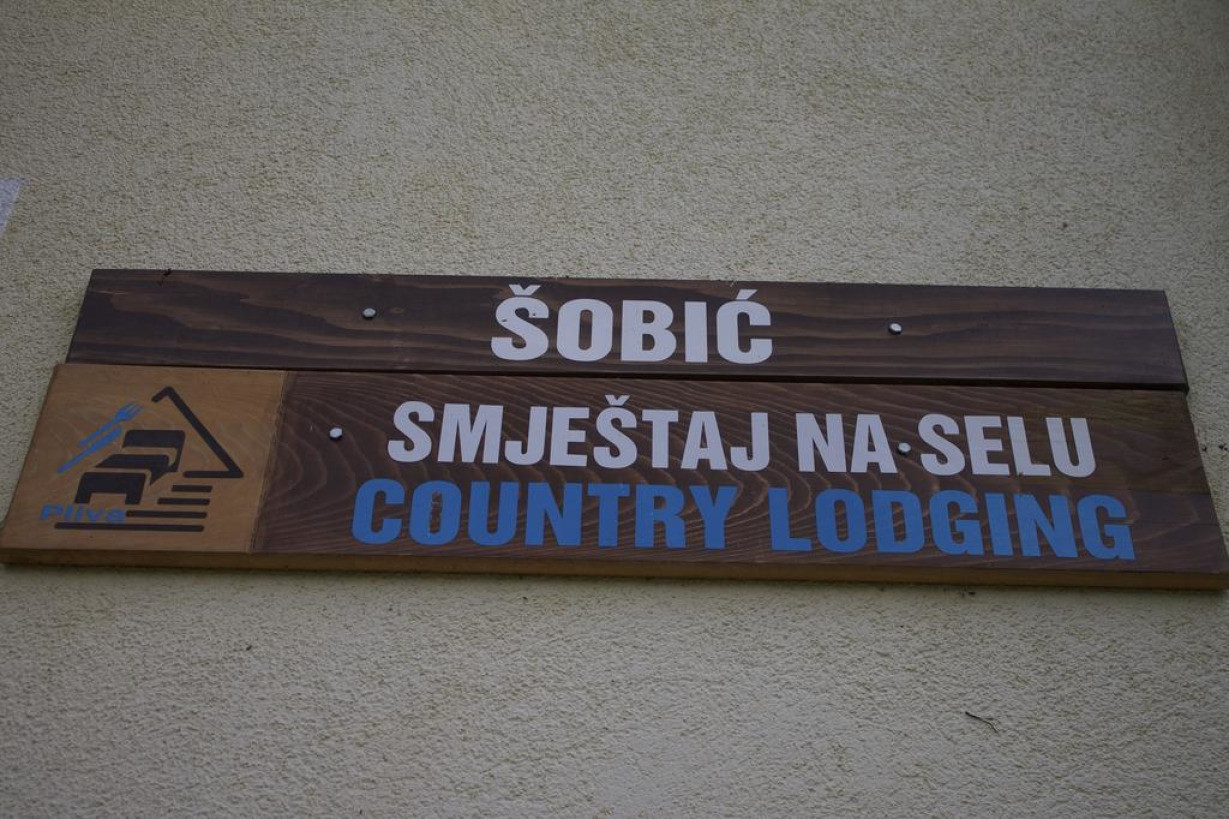 ŠOBIĆ
SMJEŠTAJ NA SELU
COUNTRY LODGING
Pliva